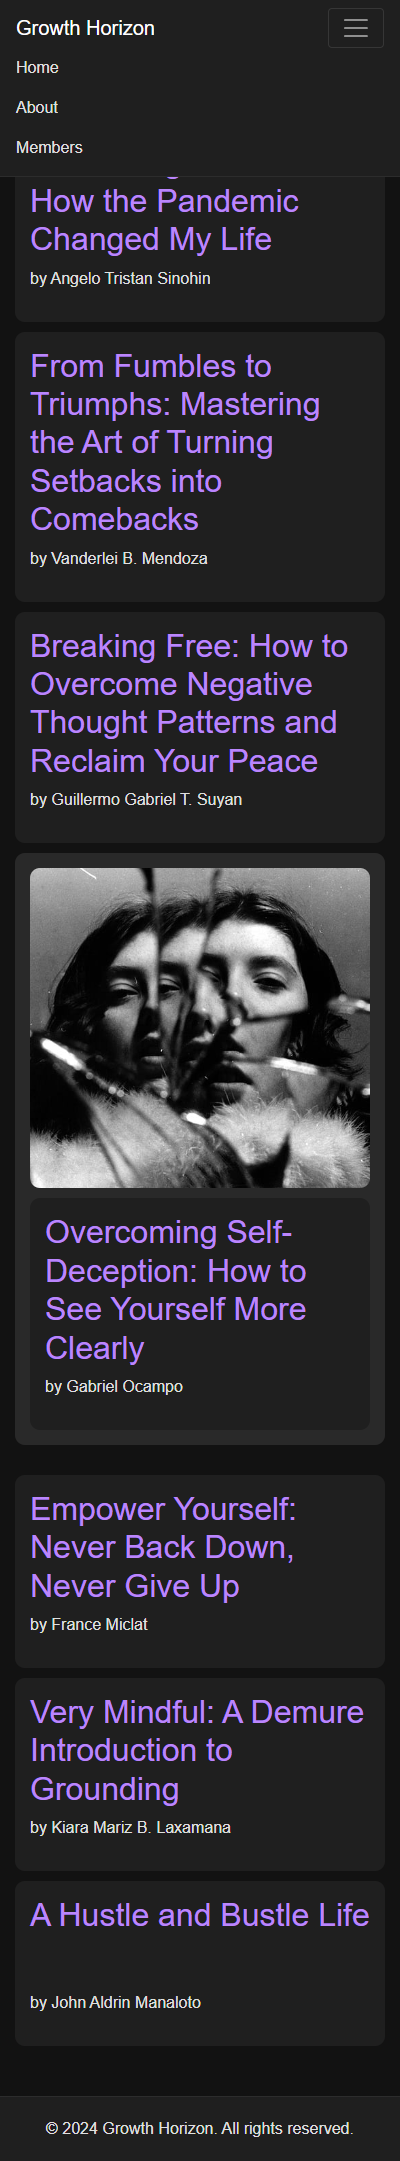 Growth Horizon
Home
About
Members
How the Pandemic
Changed My Life
by Angelo Tristan Sinohin
From Fumbles to
Triumphs: Mastering
the Art of Turning
Setbacks into
Comebacks
by Vanderlei B. Mendoza
Breaking Free: How to
Overcome Negative
Thought Patterns and
Reclaim Your Peace
by Guillermo Gabriel T. Suyan
Overcoming Self-
Deception: How to
See Yourself More
Clearly
by Gabriel Ocampo
Empower Yourself:
Never Back Down,
Never Give Up
by France Miclat
Very Mindful: A Demure
Introduction to
Grounding
by Kiara Mariz B. Laxamana
A Hustle and Bustle Life
by John Aldrin Manaloto
© 2024 Growth Horizon. All rights reserved.